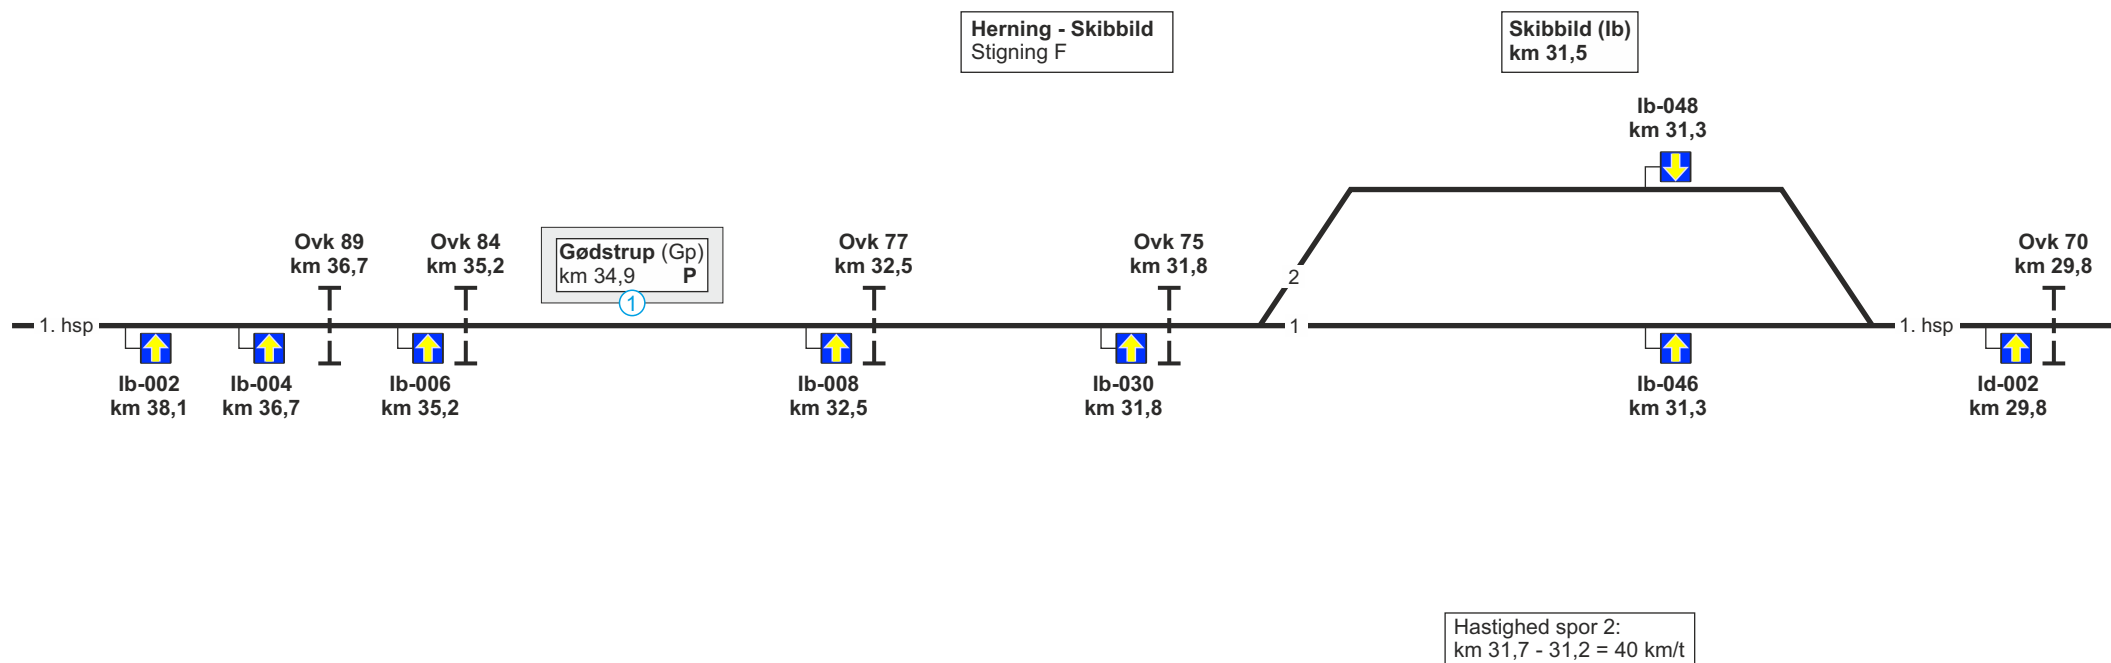 Herning - Skibbild
Stigning F
Skibbild (Ib)
km 31,5
Ib-048
km 31,3
Ovk 89
km 36,7
Ovk 84
km 35,2
Gødstrup (Gp)
km 34,9 P
1
Ovk 77
km 32,5
Ovk 75
km 31,8
2
Ovk 70
km 29,8
1. hsp
1
1. hsp
Ib-002
km 38,1
Ib-004
km 36,7
Ib-006
km 35,2
Ib-008
km 32,5
Ib-030
km 31,8
Ib-046
km 31,3
Id-002
km 29,8
Hastighed spor 2:
km 31,7 - 31,2 = 40 km/t